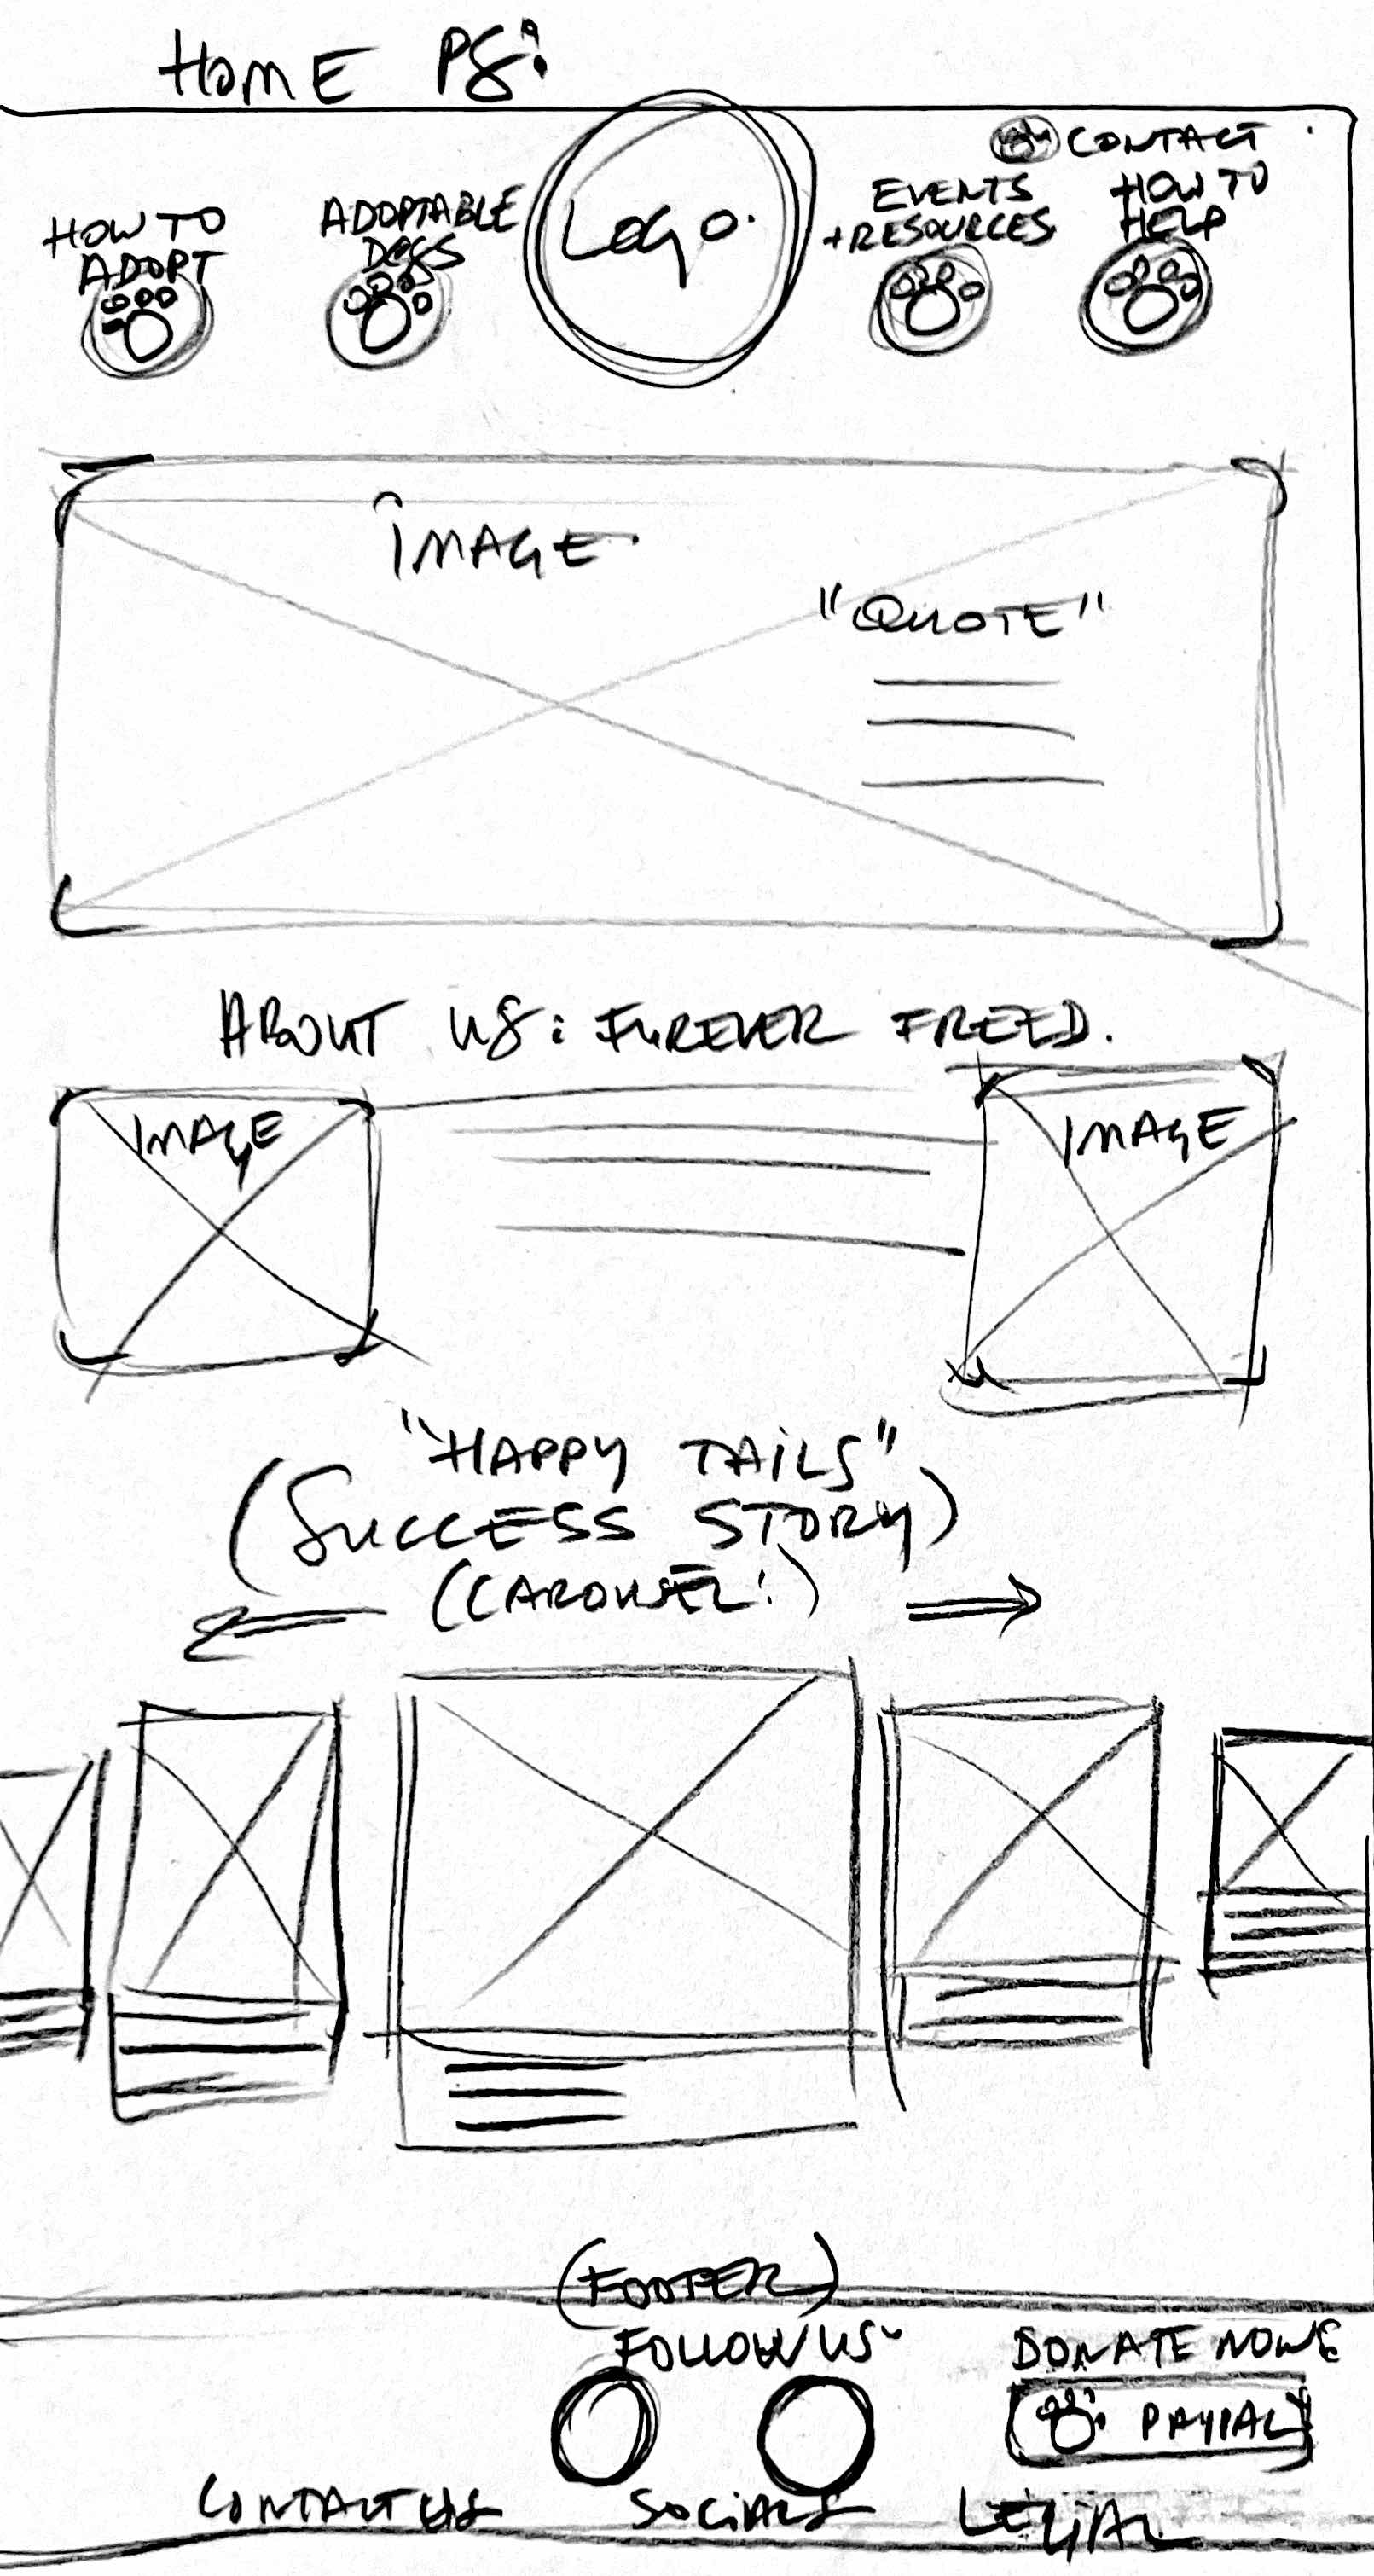 HOME PG:
CONTACT
HOW TO
ADOPT
ADOPTABLE
DOGS
LOGO.
EVENTS
+RESOURCES
HOW TO
HELP
IMAGE
"QUOTE"
ABOUT US: FUREVER FREED.
IMAGE
IMAGE
"HAPPY TAILS"
(SUCCESS STORY)
(CAROUSEL!)
(FOOTER)
FOLLOW US
DONATE NOW
PAYPAL
CONTACT US
SOCIALS
LEGAL